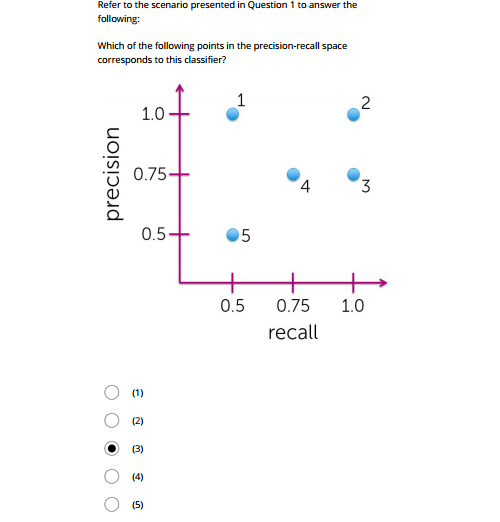 Refer to the scenario presented in Question 1 to answer the
following:
Which of the following points in the precision-recall space
corresponds to this classifier?
1
2
1.0
precision
0.75
4
3
0.5
5
0.5 0.75 1.0
recall
(1)
(2)
(3)
(4)
(5)